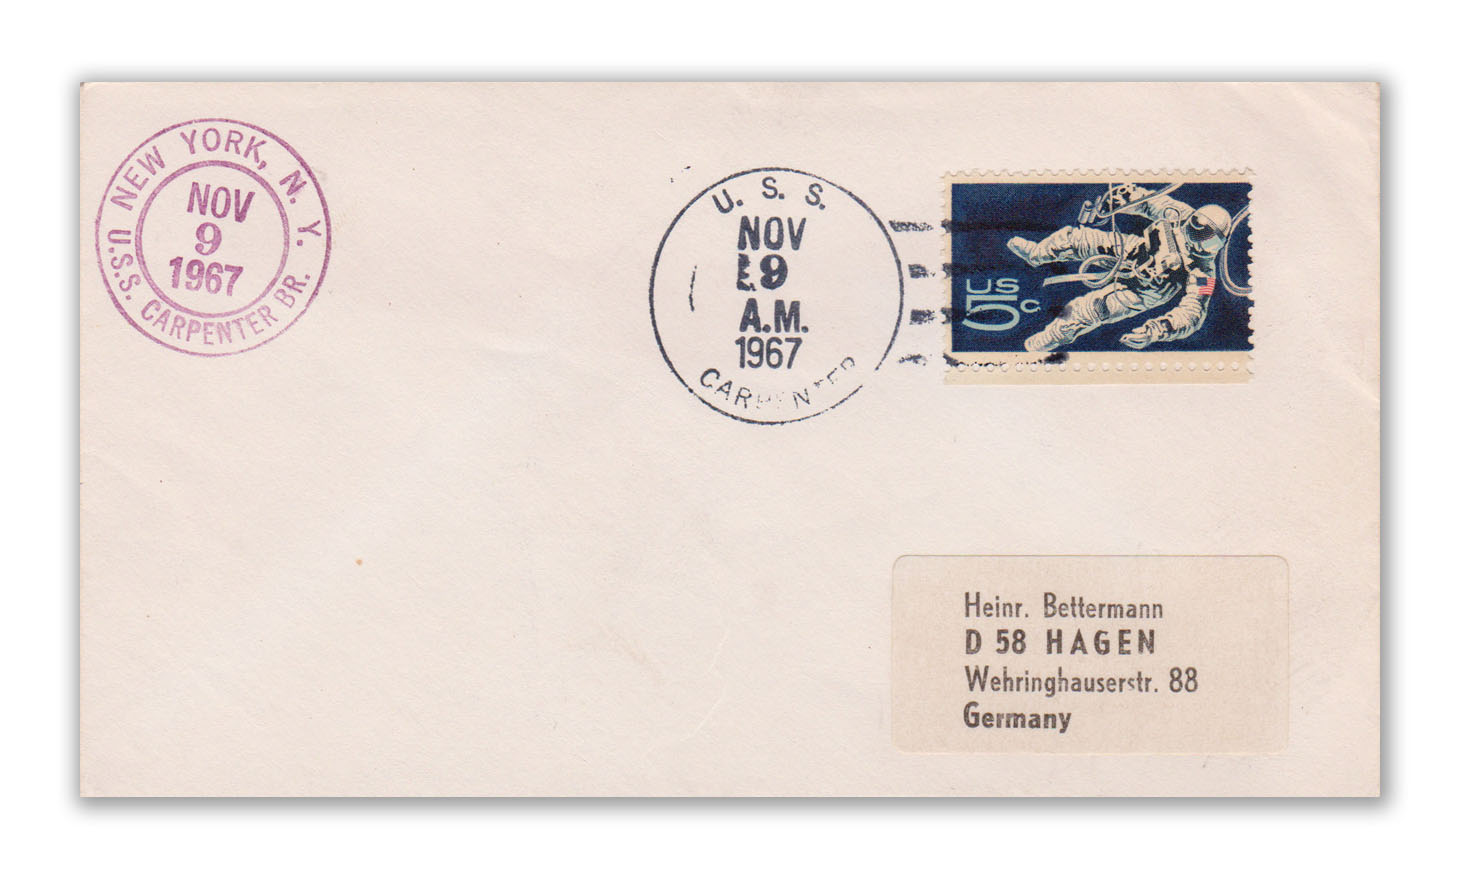 NEW YORK, N. Y.
NOV
9
1967
U.S.S. CARPENTER BR.
U. S. S.
NOV
9
A.M.
1967
CARPENTER
US
5c
Heinr. Bettermann
D 58 HAGEN
Wehringhauserstr. 88
Germany